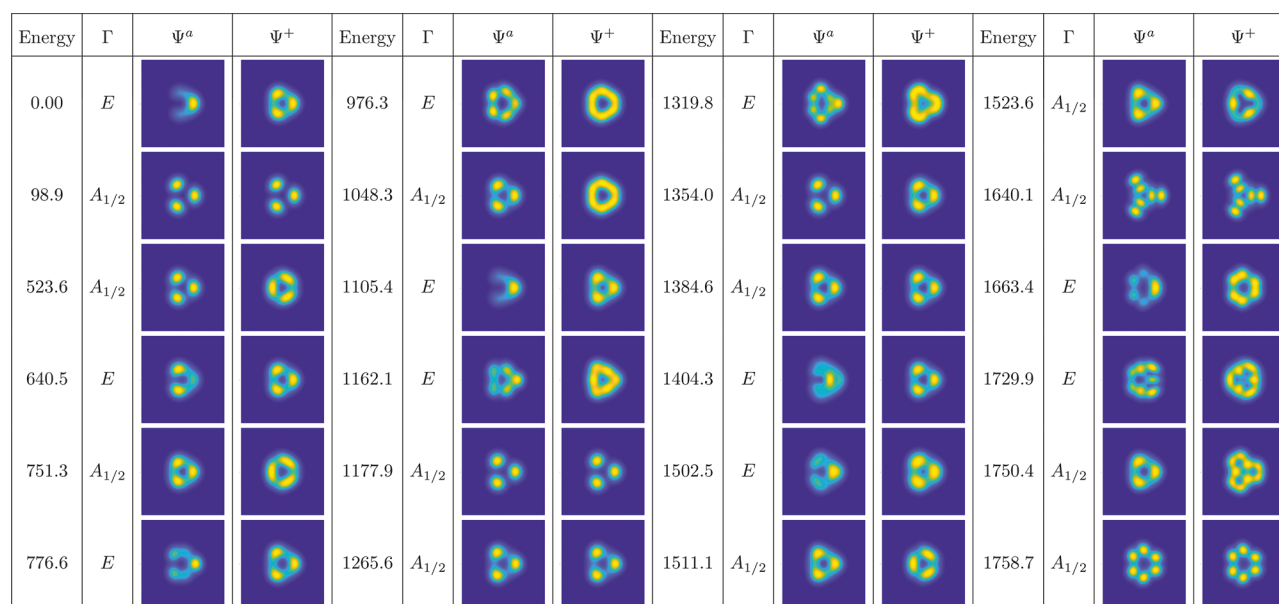 Energy Γ Ψ^a Ψ^+ Energy Γ Ψ^a Ψ^+ Energy Γ Ψ^a Ψ^+ Energy Γ Ψ^a Ψ^+
0.00 E 976.3 E 1319.8 E 1523.6 A_{1/2}
98.9 A_{1/2} 1048.3 A_{1/2} 1354.0 A_{1/2} 1640.1 A_{1/2}
523.6 A_{1/2} 1105.4 E 1384.6 A_{1/2} 1663.4 E
640.5 E 1162.1 E 1404.3 E 1729.9 E
751.3 A_{1/2} 1177.9 A_{1/2} 1502.5 E 1750.4 A_{1/2}
776.6 E 1265.6 A_{1/2} 1511.1 A_{1/2} 1758.7 A_{1/2}